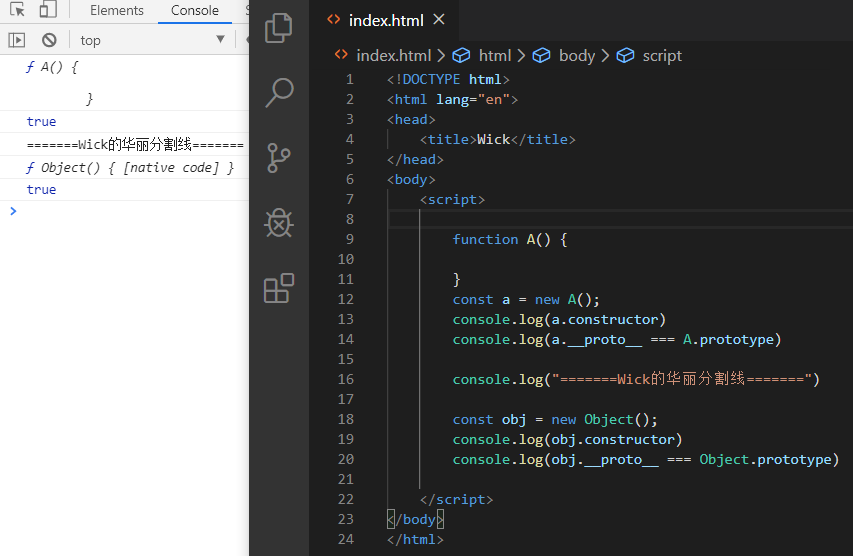 Elements Console S
top
ƒ A() {
}
true
=======Wick的华丽分割线=======
ƒ Object() { [native code] }
true
>
<> index.html ×
<> index.html > html > body > script
1 <!DOCTYPE html>
2 <html lang="en">
3 <head>
4 <title>Wick</title>
5 </head>
6 <body>
7 <script>
8
9 function A() {
10
11 }
12 const a = new A();
13 console.log(a.constructor)
14 console.log(a.__proto__ === A.prototype)
15
16 console.log("=======Wick的华丽分割线=======")
17
18 const obj = new Object();
19 console.log(obj.constructor)
20 console.log(obj.__proto__ === Object.prototype)
21
22 </script>
23 </body>
24 </html>